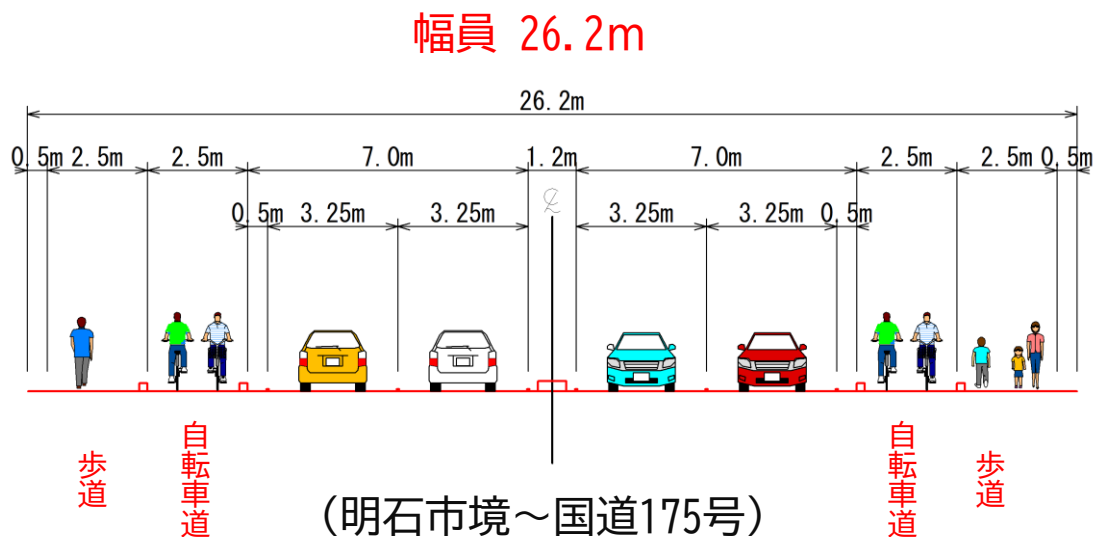 幅員 26.2m
26.2m
0.5m 2.5m 2.5m 7.0m 1.2m 7.0m 2.5m 2.5m 0.5m
0.5m 3.25m 3.25m ℄ 3.25m 3.25m 0.5m
歩道 自転車道 自転車道 歩道
(明石市境～国道175号)